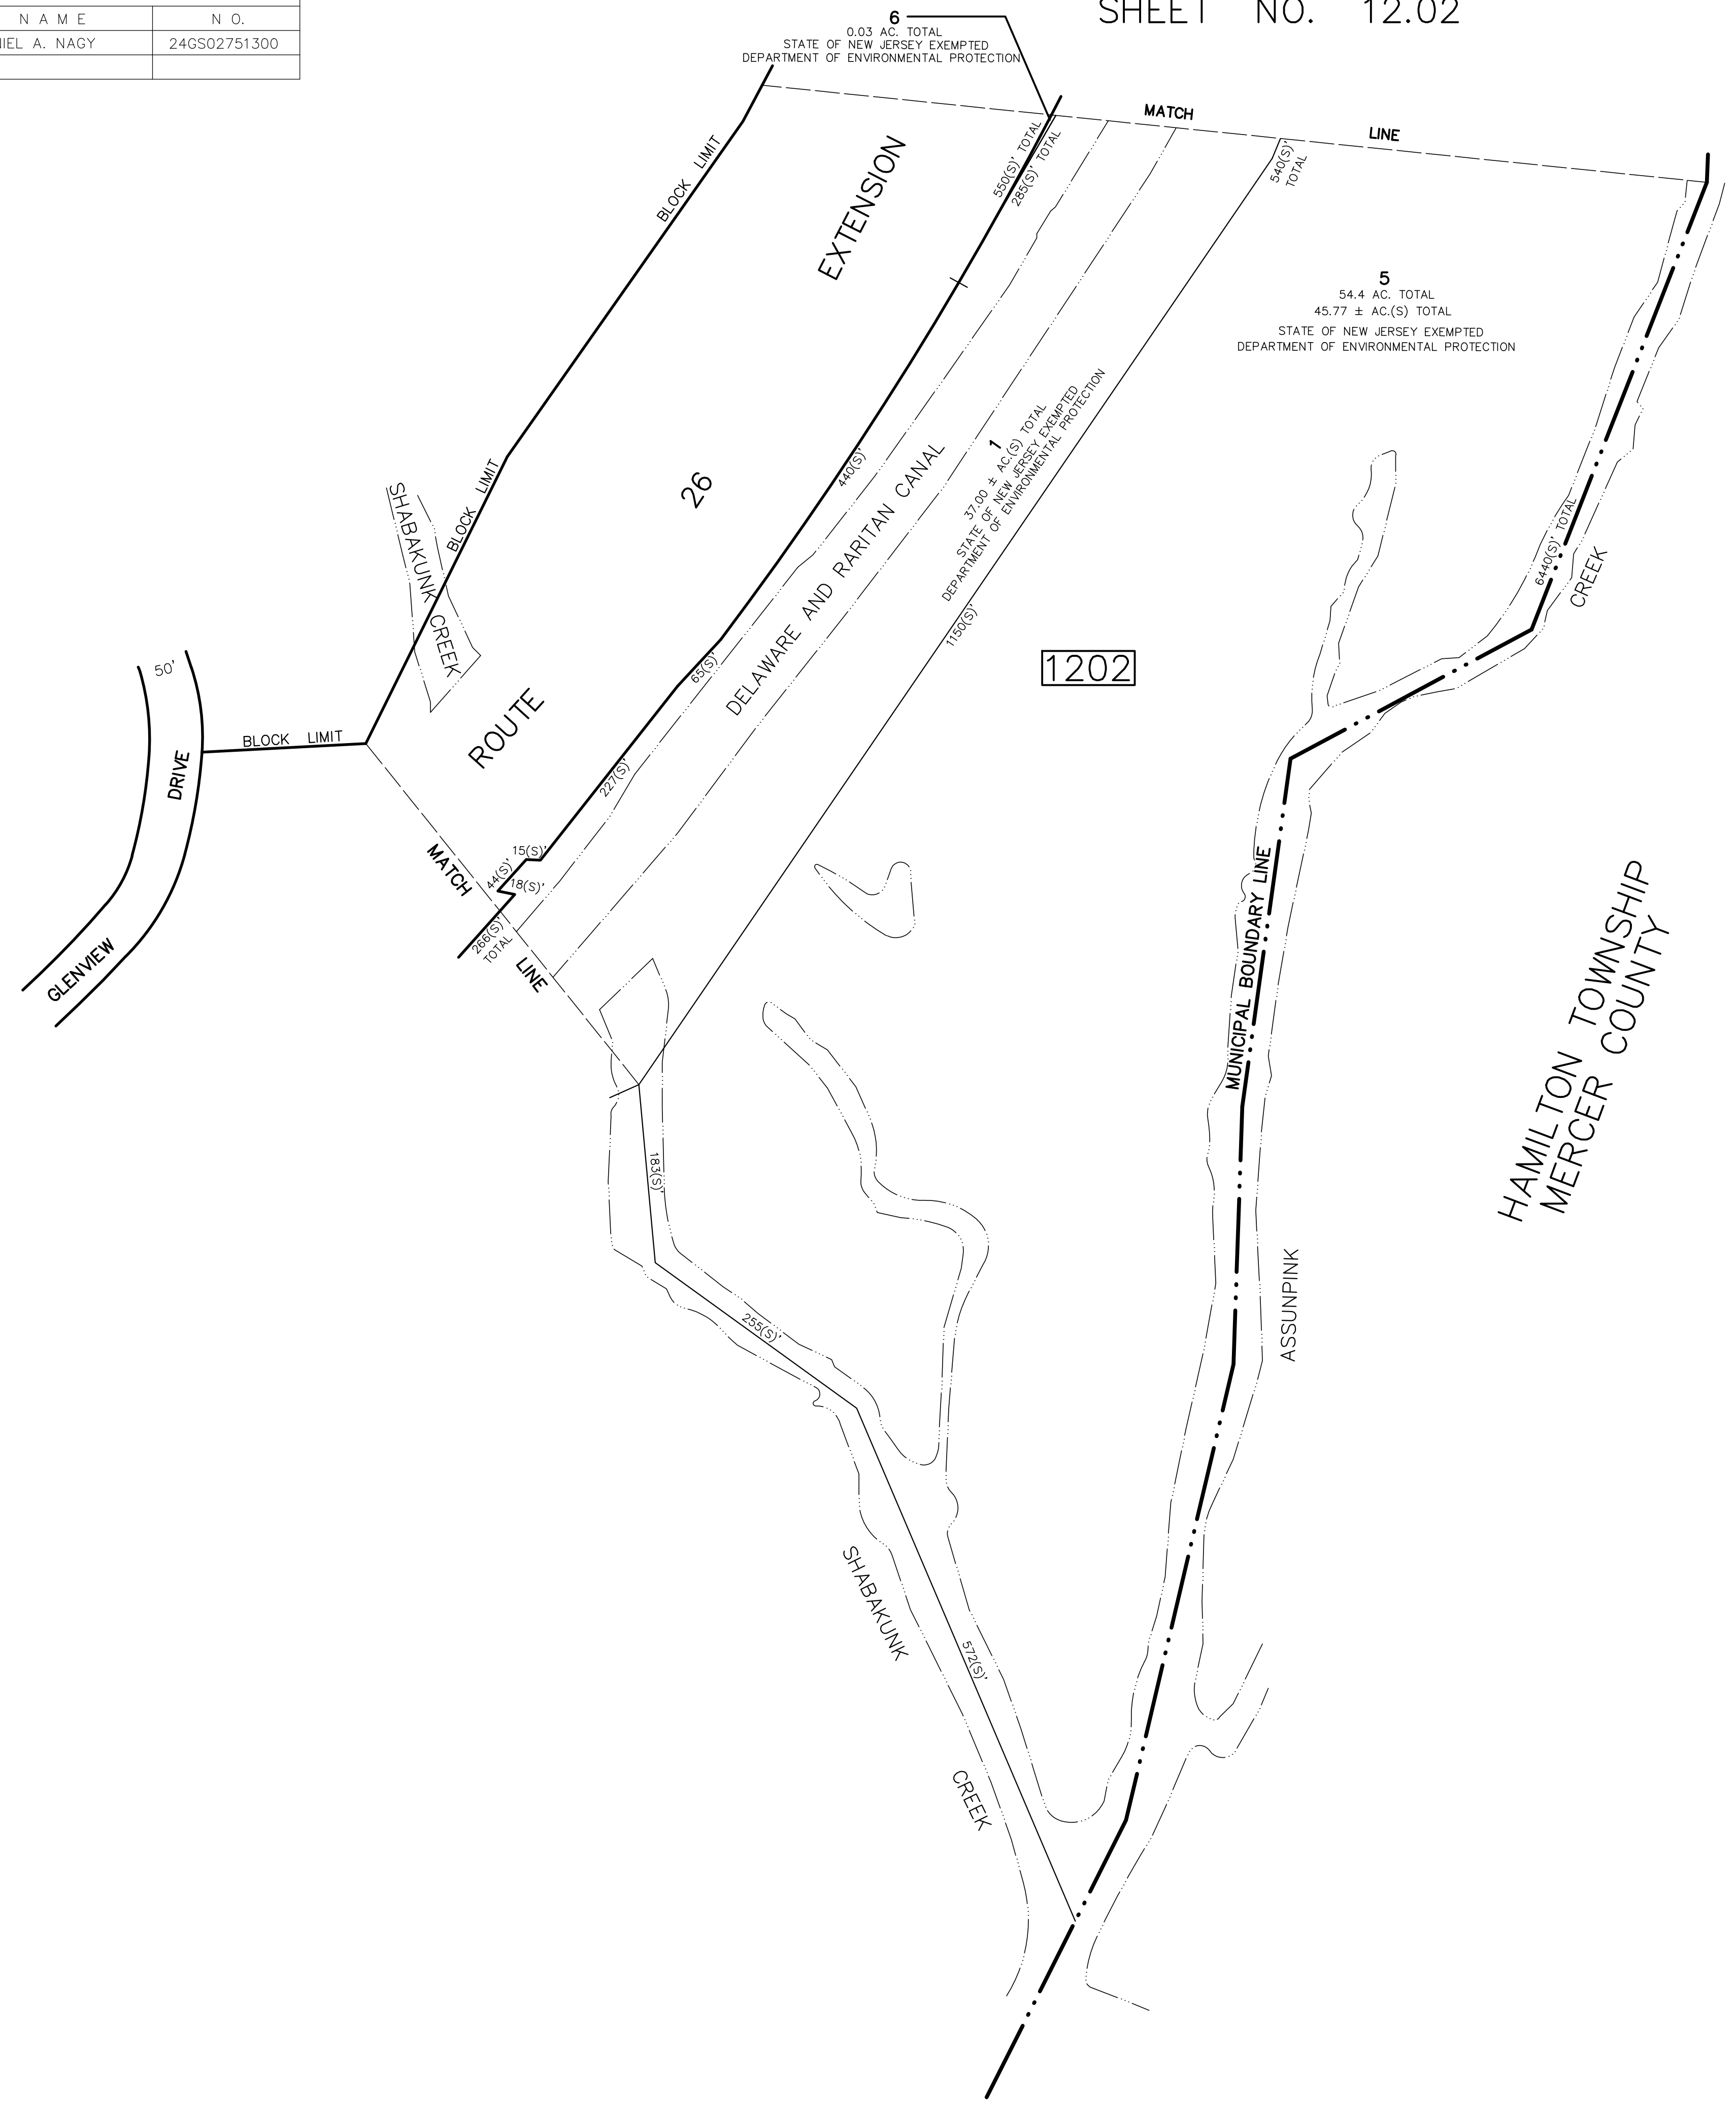 SHEET NO. 12.02
NAME NO.
IEL A. NAGY 24GS02751300
6
0.03 AC. TOTAL
STATE OF NEW JERSEY EXEMPTED
DEPARTMENT OF ENVIRONMENTAL PROTECTION
MATCH LINE
BLOCK LIMIT
EXTENSION
550(S)' TOTAL
285(S)' TOTAL
540(S)'
TOTAL
5
54.4 AC. TOTAL
45.77 ± AC.(S) TOTAL
STATE OF NEW JERSEY EXEMPTED
DEPARTMENT OF ENVIRONMENTAL PROTECTION
1
37.00 ± AC.(S) TOTAL
STATE OF NEW JERSEY EXEMPTED
DEPARTMENT OF ENVIRONMENTAL PROTECTION
440(S)'
26
BLOCK LIMIT
SHABAKUNK CREEK
DELAWARE AND RARITAN CANAL
6440(S)' TOTAL
CREEK
1150(S)'
1202
65(S)'
50'
ROUTE
BLOCK LIMIT
DRIVE
227(S)'
15(S)'
44(S)'
18(S)'
MATCH LINE
266(S)'
TOTAL
GLENVIEW
MUNICIPAL BOUNDARY LINE
HAMILTON TOWNSHIP
MERCER COUNTY
183(S)'
255(S)'
ASSUNPINK
SHABAKUNK
572(S)'
CREEK